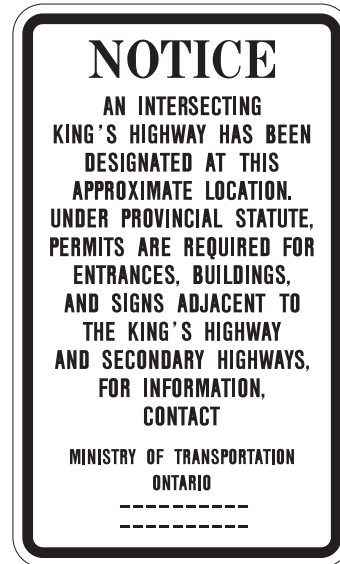 NOTICE
AN INTERSECTING
KING'S HIGHWAY HAS BEEN
DESIGNATED AT THIS
APPROXIMATE LOCATION.
UNDER PROVINCIAL STATUTE,
PERMITS ARE REQUIRED FOR
ENTRANCES, BUILDINGS,
AND SIGNS ADJACENT TO
THE KING'S HIGHWAY
AND SECONDARY HIGHWAYS,
FOR INFORMATION,
CONTACT
MINISTRY OF TRANSPORTATION
ONTARIO
----------
----------